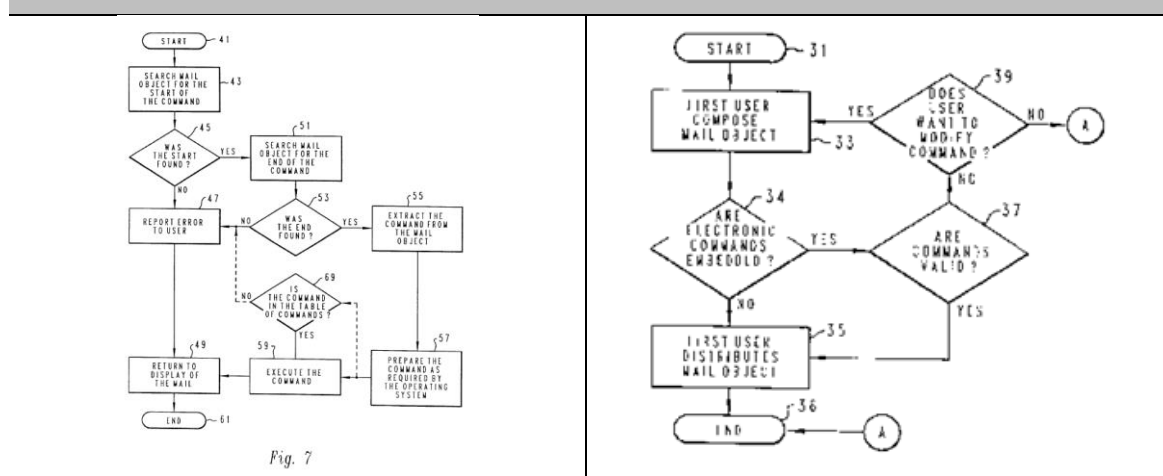 START
41
SEARCH MAIL
OBJECT FOR THE
START OF
THE COMMAND
43
45
WAS
THE START
FOUND ?
YES
NO
51
SEARCH MAIL
OBJECT FOR THE
END OF THE
COMMAND
47
REPORT ERROR
TO USER
53
WAS
THE END
FOUND ?
NO
YES
55
EXTRACT THE
COMMAND FROM
THE MAIL
OBJECT
69
IS
THE COMMAND
IN THE TABLE
OF COMMANDS ?
NO
YES
57
PREPARE THE
COMMAND AS
REQUIRED BY
THE OPERATING
SYSTEM
59
EXECUTE THE
COMMAND
49
RETURN TO
DISPLAY OF
THE MAIL
END
61
Fig. 7
START
31
FIRST USER
COMPOSE
MAIL OBJECT
33
39
DOES
USER
WANT TO
MODIFY
COMMAND ?
YES
NO
A
NO
34
ARE
ELECTRONIC
COMMANDS
EMBEDDLD ?
YES
NO
37
ARE
COMMANDS
VALID ?
YES
35
FIRST USER
DISTRIBUTES
MAIL OBJECT
36
END
A